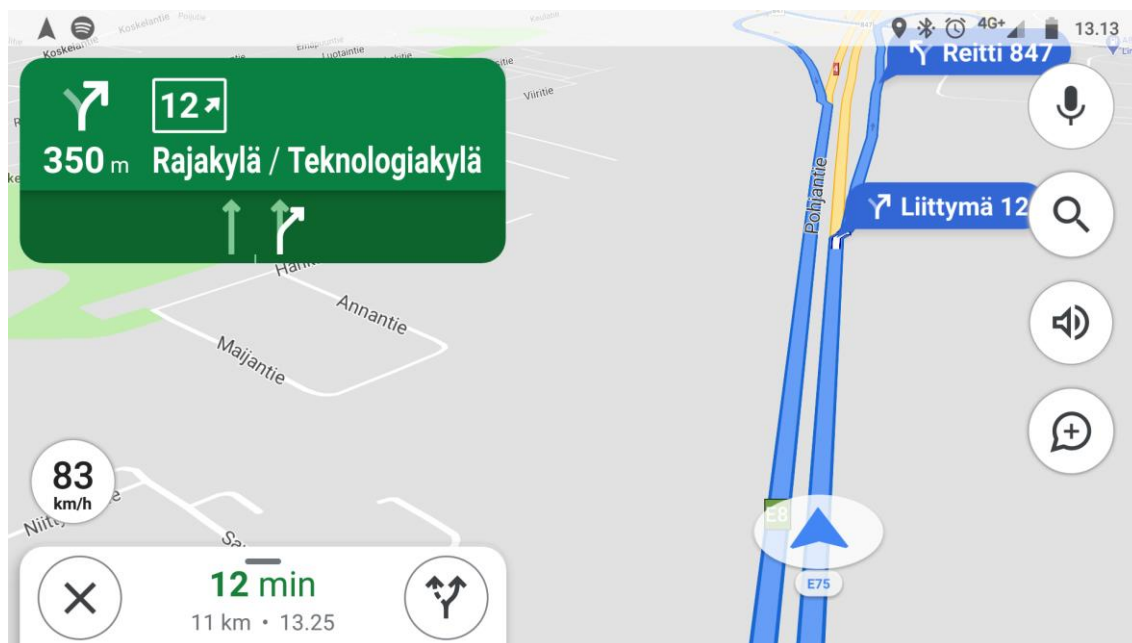 Koskelantie
4G+
13.13
Luotaintie
Viiritie
12
350 m
Rajakylä / Teknologiakylä
Reitti 847
Pohjantie
Liittymä 12
Annantie
Maijantie
83
km/h
E8
E75
12 min
11 km • 13.25